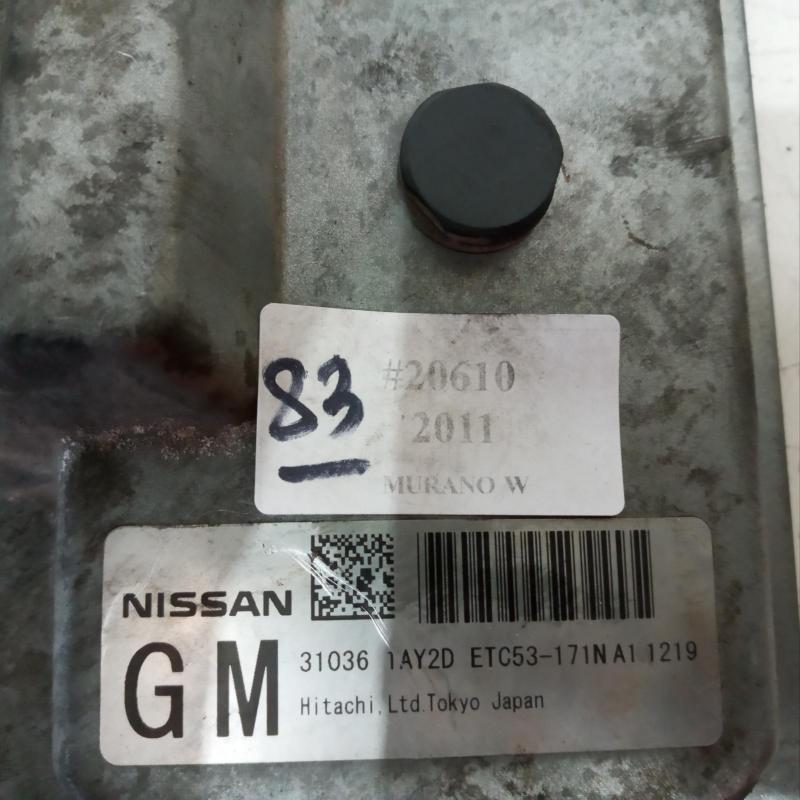 83
#20610
2011
MURANO W
NISSAN
GM
31036 1AY2D ETC53-171N A1 1219
Hitachi,Ltd.Tokyo Japan